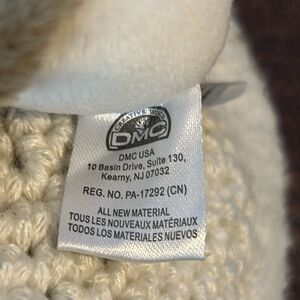 CREATIVE WORLD
DMC
DMC USA
10 Basin Drive, Suite 130,
Kearny, NJ 07032
REG. NO. PA-17292 (CN)
ALL NEW MATERIAL
TOUS LES NOUVEAUX MATÉRIAUX
TODOS LOS MATERIALES NUEVOS